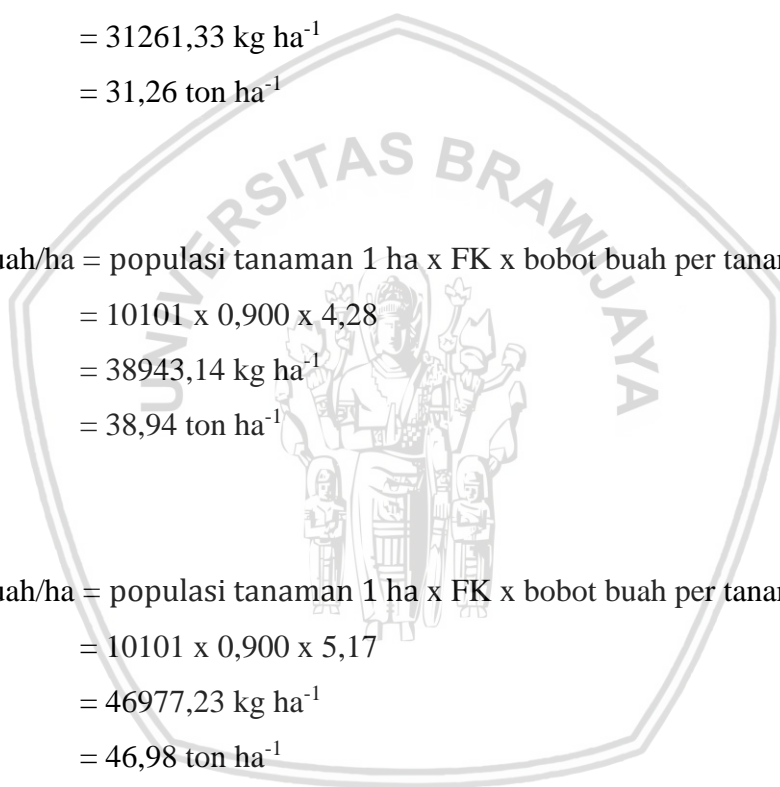 = 31261,33 kg ha-1
= 31,26 ton ha-1
UNIVERSITAS BRAWIJAYA
uah/ha = populasi tanaman 1 ha x FK x bobot buah per tanar
= 10101 x 0,900 x 4,28
= 38943,14 kg ha-1
= 38,94 ton ha-1
uah/ha = populasi tanaman 1 ha x FK x bobot buah per tanar
= 10101 x 0,900 x 5,17
= 46977,23 kg ha-1
= 46,98 ton ha-1